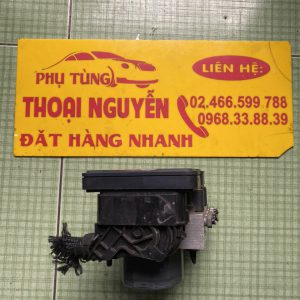 PHỤ TÙNG
LIÊN HỆ:
THOẠI NGUYỄN
02.466.599.788
0968.33.88.39
ĐẶT HÀNG NHANH